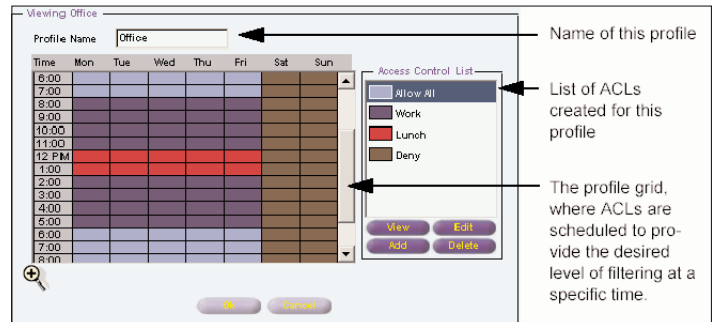 Viewing Office
Profile Name Office
Time Mon Tue Wed Thu Fri Sat Sun
6:00
7:00
8:00
9:00
10:00
11:00
12 PM
1:00
2:00
3:00
4:00
5:00
6:00
7:00
8:00
Access Control List
Allow All
Work
Lunch
Deny
View Edit
Add Delete
Ok Cancel
Name of this profile
List of ACLs
created for this
profile
The profile grid,
where ACLs are
scheduled to pro-
vide the desired
level of filtering at a
specific time.